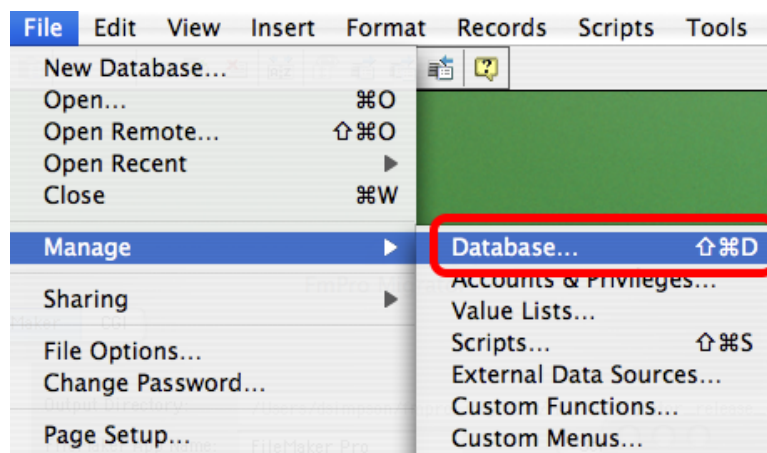 File Edit View Insert Format Records Scripts Tools
New Database...
Open... ⌘O
Open Remote... ⇧⌘O
Open Recent ▶
Close ⌘W
Manage ▶
Sharing ▶
File Options...
Change Password...
Page Setup...
Database... ⇧⌘D
Accounts & Privileges...
Value Lists...
Scripts... ⇧⌘S
External Data Sources...
Custom Functions...
Custom Menus...